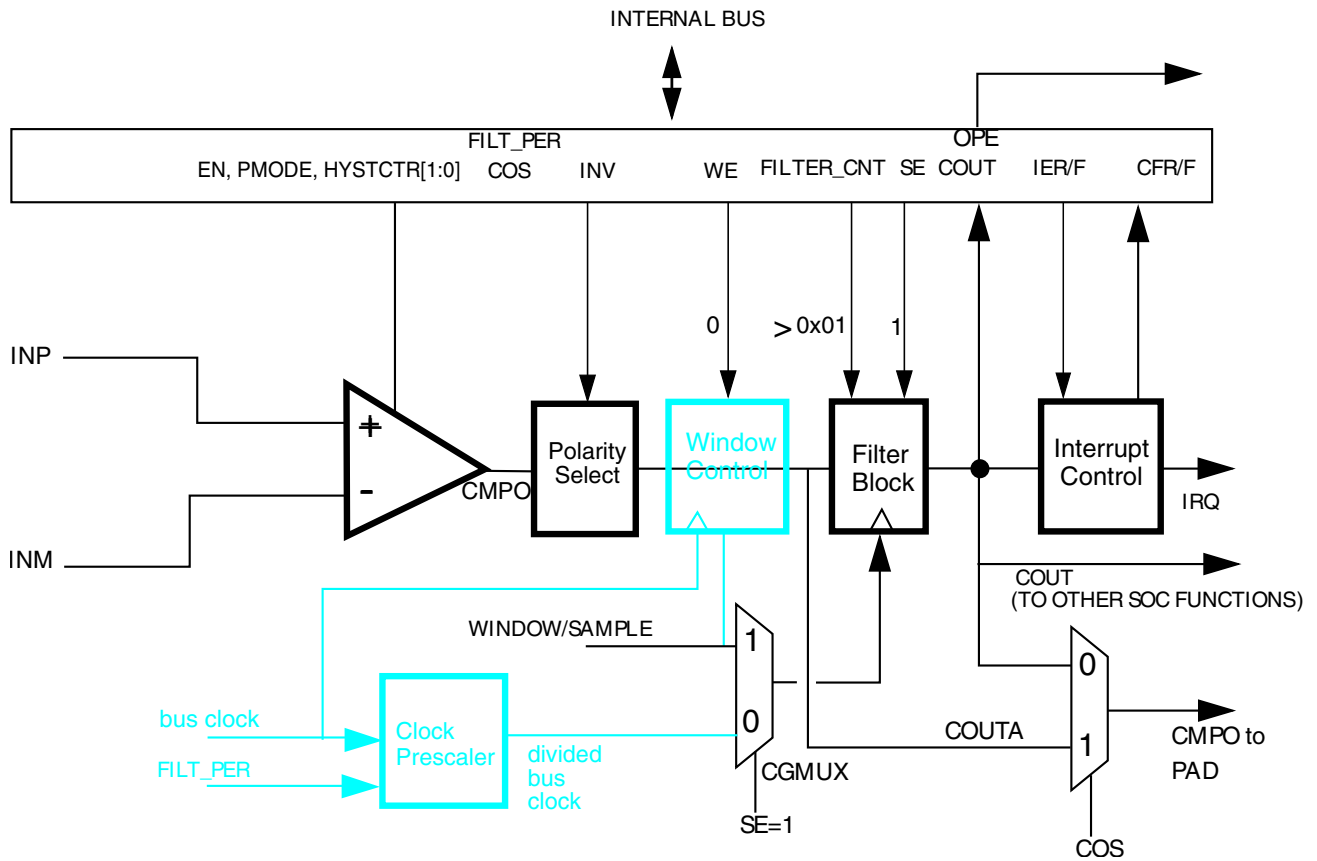 INTERNAL BUS
FILT_PER
OPE
EN, PMODE, HYSTCTR[1:0]
COS
INV
WE
FILTER_CNT
SE
COUT
IER/F
CFR/F
0
> 0x01
1
INP
+
-
INM
CMPO
Polarity
Select
Window
Control
Filter
Block
Interrupt
Control
IRQ
COUT
(TO OTHER SOC FUNCTIONS)
WINDOW/SAMPLE
1
0
0
1
bus clock
FILT_PER
Clock
Prescaler
divided
bus
clock
CGMUX
SE=1
COUTA
CMPO to
PAD
COS